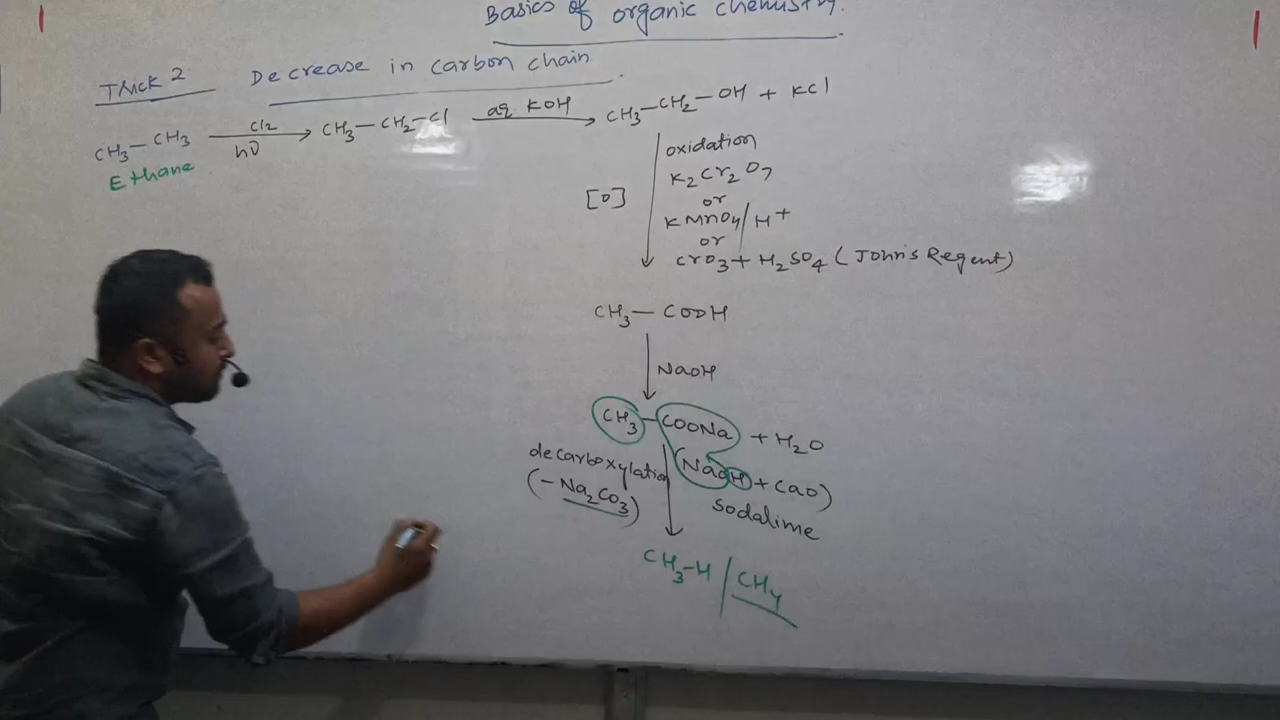 Basics of organic chemistry.
Thick 2 Decrease in carbon chain
CH3—CH3 Cl2 hν → CH3—CH2—Cl aq. KOH → CH3—CH2—OH + KCl
Ethane
oxidation
[O] K2Cr2O7
or
KMnO4/H+
or
CrO3 + H2SO4 (John's Regent)
CH3—COOH
NaOH
CH3—COONa + H2O
decarboxylation (NaOH + CaO)
(-Na2CO3) sodalime
CH3-H / CH4